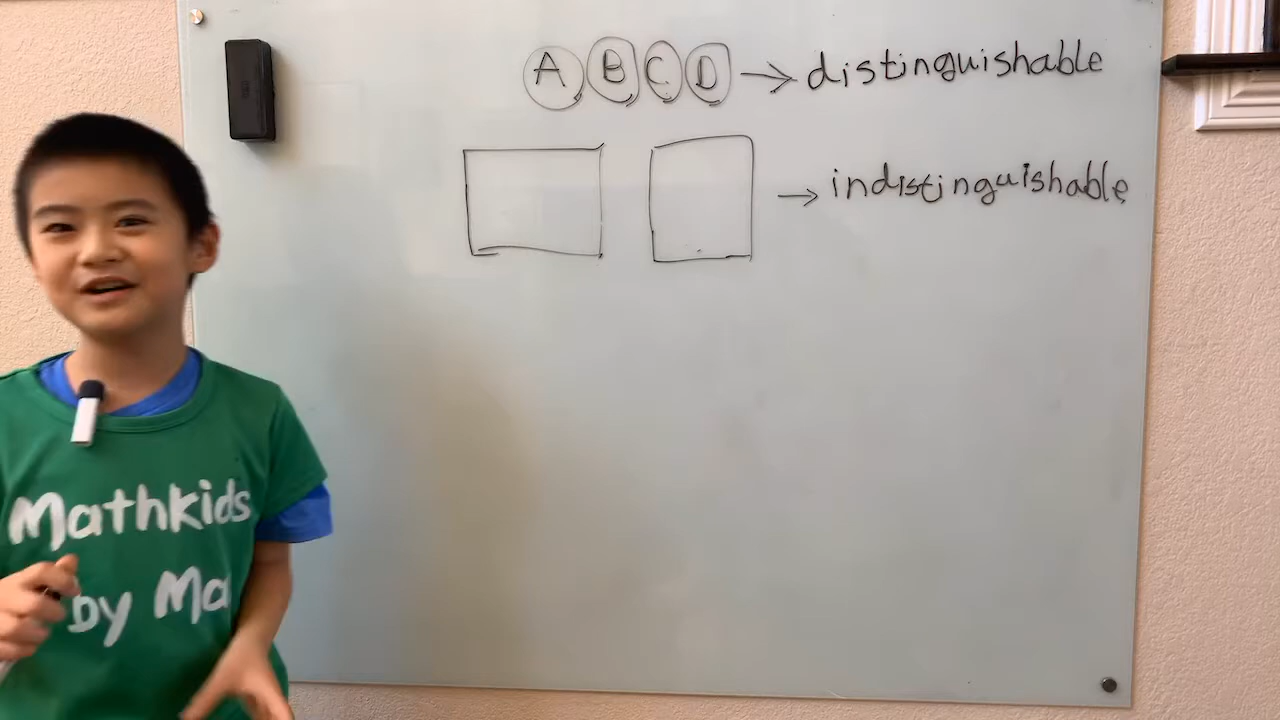 A B C D → distinguishable
→ indistinguishable
Mathkids
by Ma